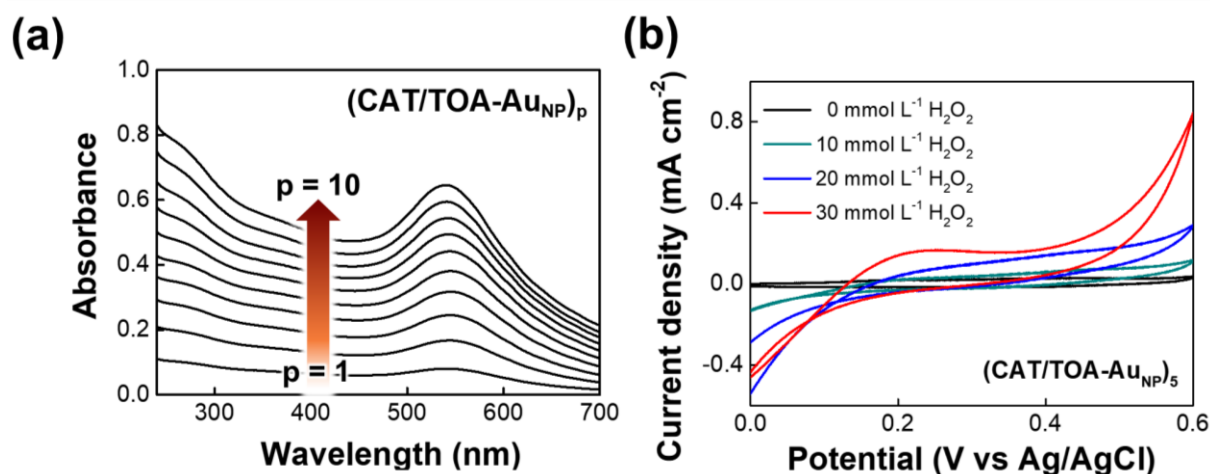 (a)
(CAT/TOA-Au_NP)_p
p = 10
p = 1
1.0
0.8
0.6
0.4
0.2
0.0
300
400
500
600
700
Absorbance
Wavelength (nm)
(b)
0 mmol L⁻¹ H₂O₂
10 mmol L⁻¹ H₂O₂
20 mmol L⁻¹ H₂O₂
30 mmol L⁻¹ H₂O₂
0.8
0.4
0.0
-0.4
(CAT/TOA-Au_NP)₅
0.0
0.2
0.4
0.6
Current density (mA cm⁻²)
Potential (V vs Ag/AgCl)